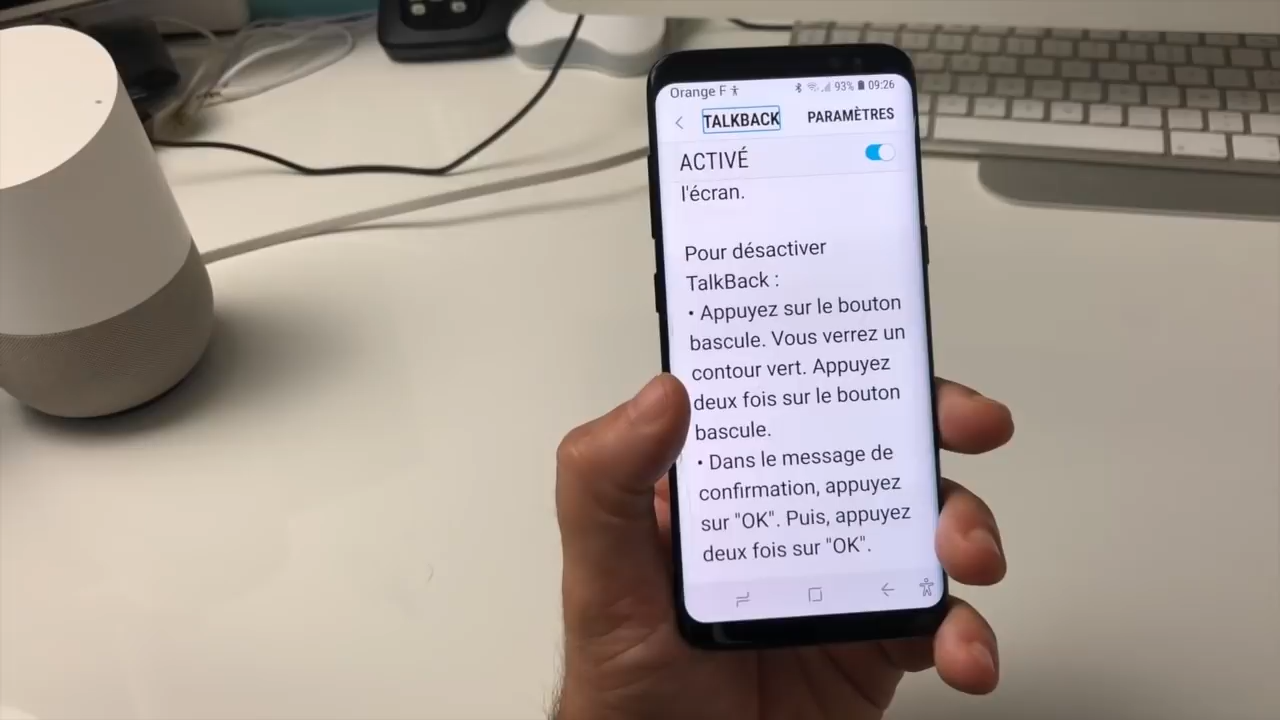 Orange F 93% 09:26
TALKBACK PARAMÈTRES
ACTIVÉ
l'écran.
Pour désactiver
TalkBack :
• Appuyez sur le bouton
bascule. Vous verrez un
contour vert. Appuyez
deux fois sur le bouton
bascule.
• Dans le message de
confirmation, appuyez
sur "OK". Puis, appuyez
deux fois sur "OK".